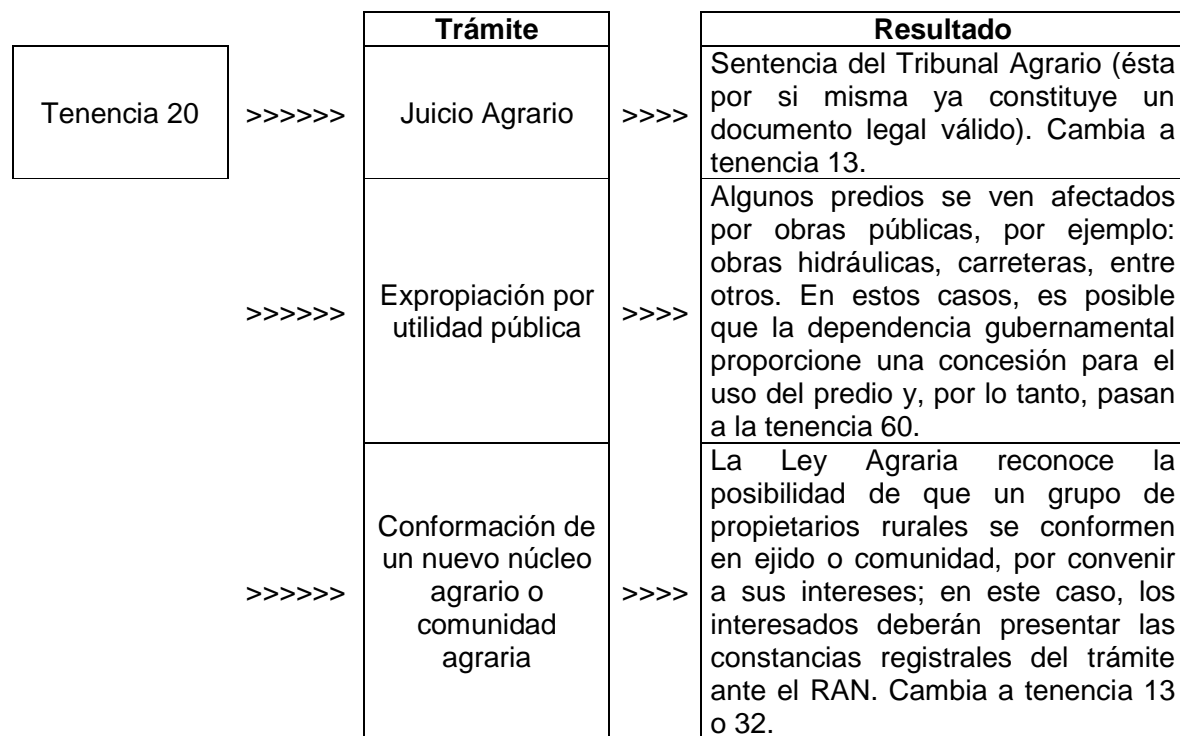 Trámite
Resultado
Tenencia 20
>>>>>>
Juicio Agrario
>>>>
Sentencia del Tribunal Agrario (ésta
por si misma ya constituye un
documento legal válido). Cambia a
tenencia 13.
>>>>>>
Expropiación por
utilidad pública
>>>>
Algunos predios se ven afectados
por obras públicas, por ejemplo:
obras hidráulicas, carreteras, entre
otros. En estos casos, es posible
que la dependencia gubernamental
proporcione una concesión para el
uso del predio y, por lo tanto, pasan
a la tenencia 60.
>>>>>>
Conformación de
un nuevo núcleo
agrario o
comunidad
agraria
>>>>
La Ley Agraria reconoce la
posibilidad de que un grupo de
propietarios rurales se conformen
en ejido o comunidad, por convenir
a sus intereses; en este caso, los
interesados deberán presentar las
constancias registrales del trámite
ante el RAN. Cambia a tenencia 13
o 32.